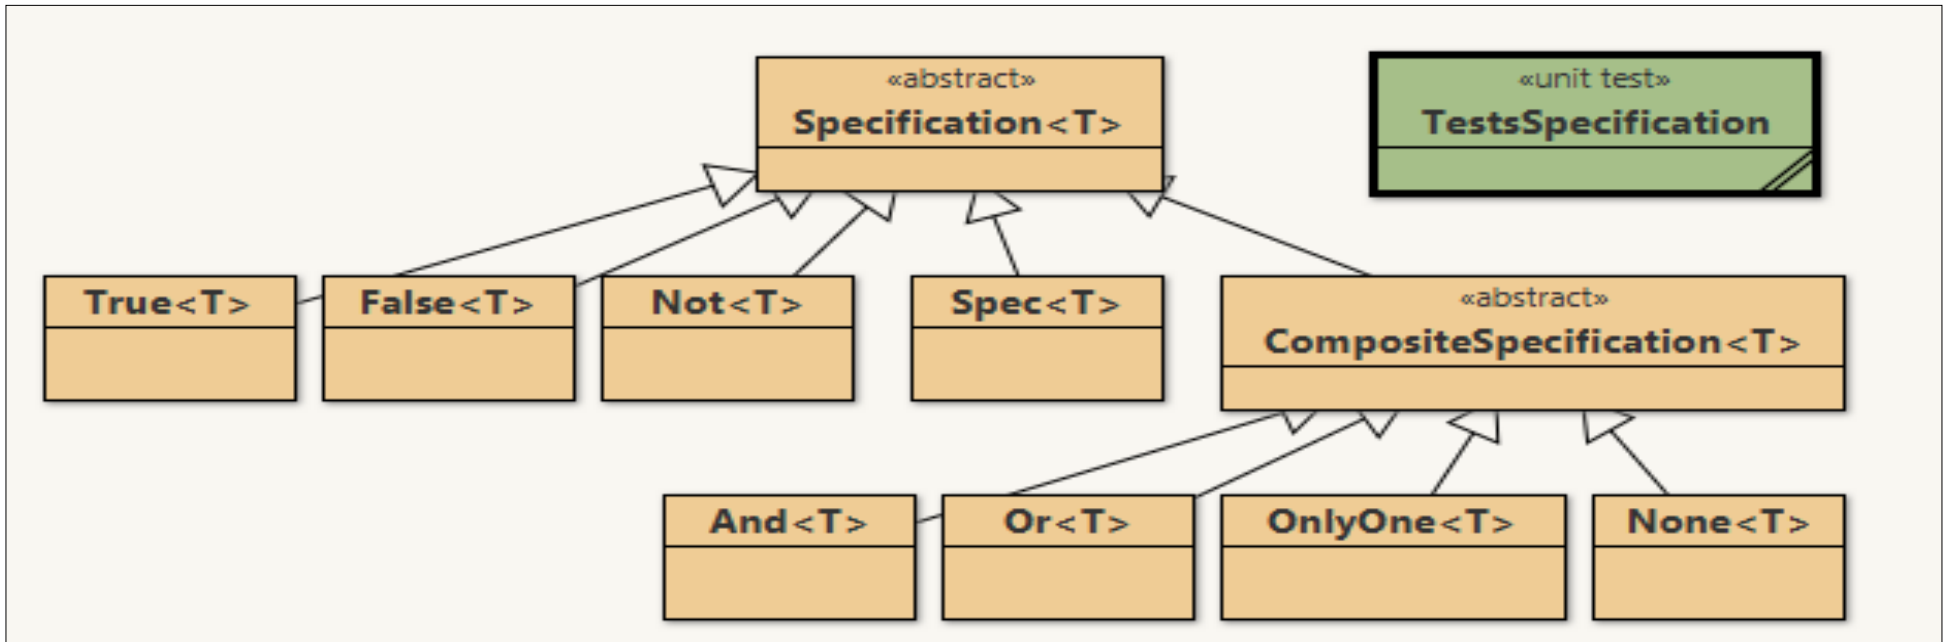 «abstract»
Specification<T>
«unit test»
TestsSpecification
True<T>
False<T>
Not<T>
Spec<T>
«abstract»
CompositeSpecification<T>
And<T>
Or<T>
OnlyOne<T>
None<T>